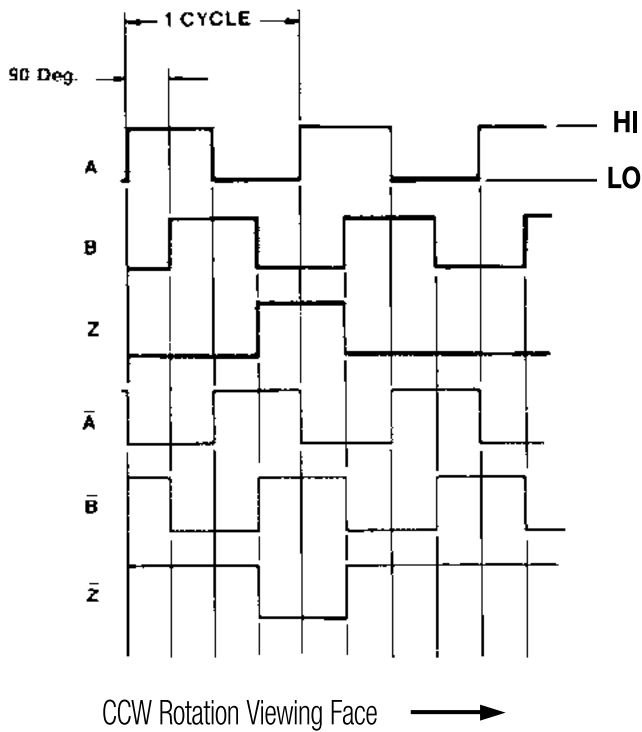 1 CYCLE
90 Deg.
HI
A
LO
B
Z
A̅
B̅
Z̅
CCW Rotation Viewing Face